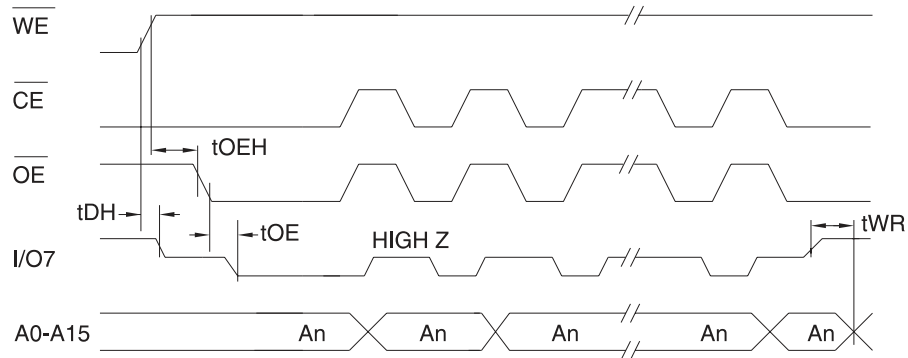 WE
CE
tOEH
OE
tDH
tOE
HIGH Z
tWR
I/O7
A0-A15 An An An An An